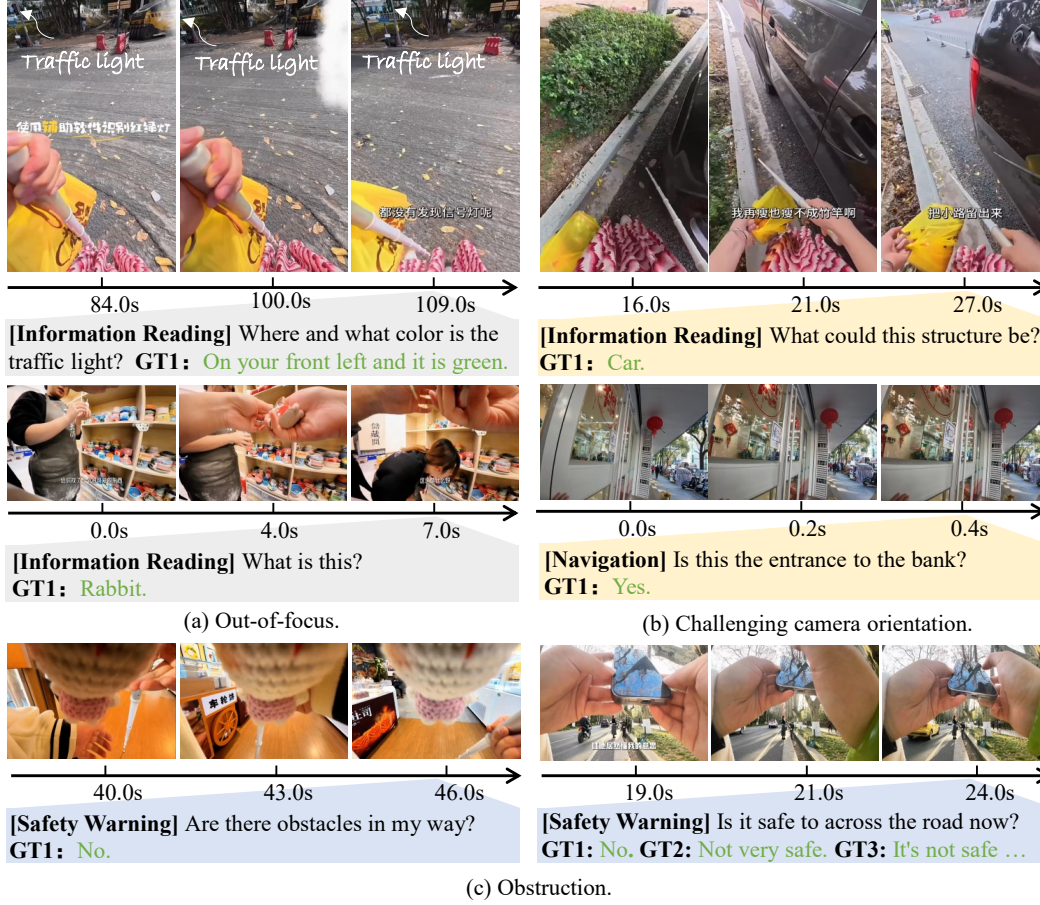 Traffic light
Traffic light
Traffic light
使用辅助软件识别红绿灯
都没有发现信号灯呢
84.0s
100.0s
109.0s
[Information Reading] Where and what color is the
traffic light? GT1: On your front left and it is green.
我再瘦也瘦不成竹竿啊
把小路留出来
16.0s
21.0s
27.0s
[Information Reading] What could this structure be?
GT1: Car.
储藏间
0.0s
4.0s
7.0s
[Information Reading] What is this?
GT1: Rabbit.
(a) Out-of-focus.
0.0s
0.2s
0.4s
[Navigation] Is this the entrance to the bank?
GT1: Yes.
(b) Challenging camera orientation.
车轮饼
40.0s
43.0s
46.0s
[Safety Warning] Are there obstacles in my way?
GT1: No.
19.0s
21.0s
24.0s
[Safety Warning] Is it safe to across the road now?
GT1: No. GT2: Not very safe. GT3: It's not safe …
(c) Obstruction.